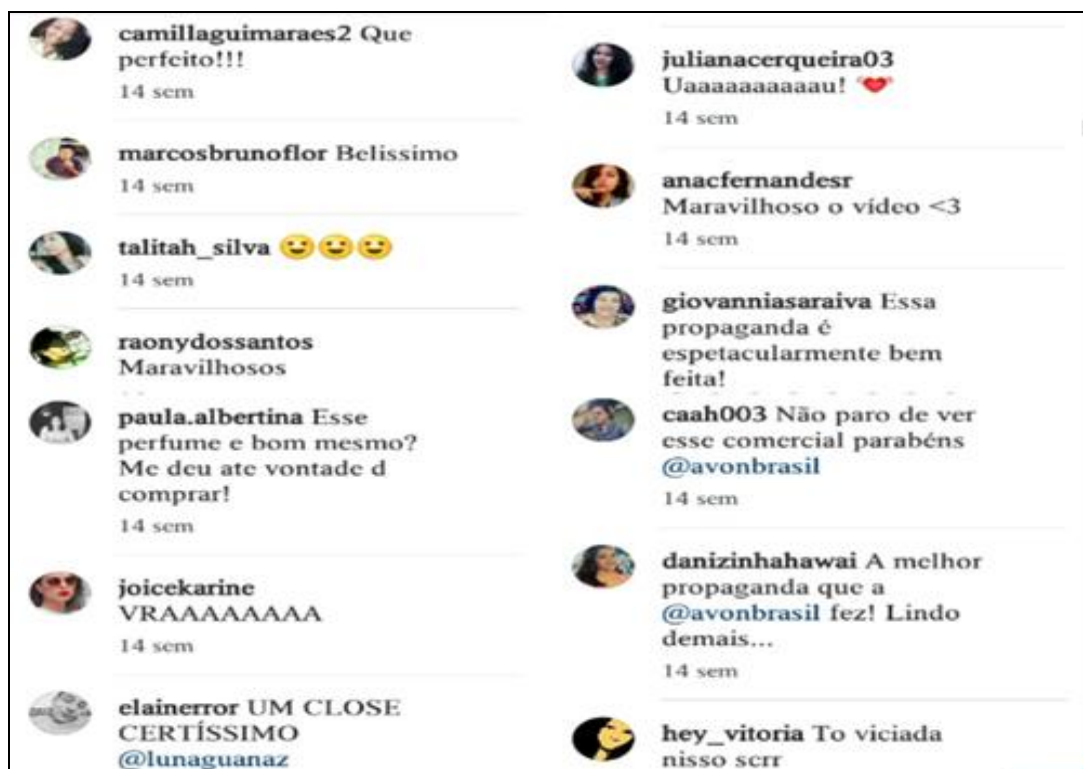 camillaguimaraes2 Que
perfeito!!!
14 sem
marcosbrunoflor Belissimo
14 sem
talitah_silva 😃😃😃
14 sem
raonydossantos
Maravilhosos
paula.albertina Esse
perfume e bom mesmo?
Me deu ate vontade d
comprar!
14 sem
joicekarine
VRAAAAAAAA
14 sem
elainerror UM CLOSE
CERTÍSSIMO
@lunaguanaz
julianacerqueira03
Uaaaaaaaaaau! 💓
14 sem
anacfernandesr
Maravilhoso o vídeo <3
14 sem
giovanniasaraiva Essa
propaganda é
espetacularmente bem
feita!
caah003 Não paro de ver
esse comercial parabéns
@avonbrasil
14 sem
danizinhahawai A melhor
propaganda que a
@avonbrasil fez! Lindo
demais...
14 sem
hey_vitoria To viciada
nisso scrr